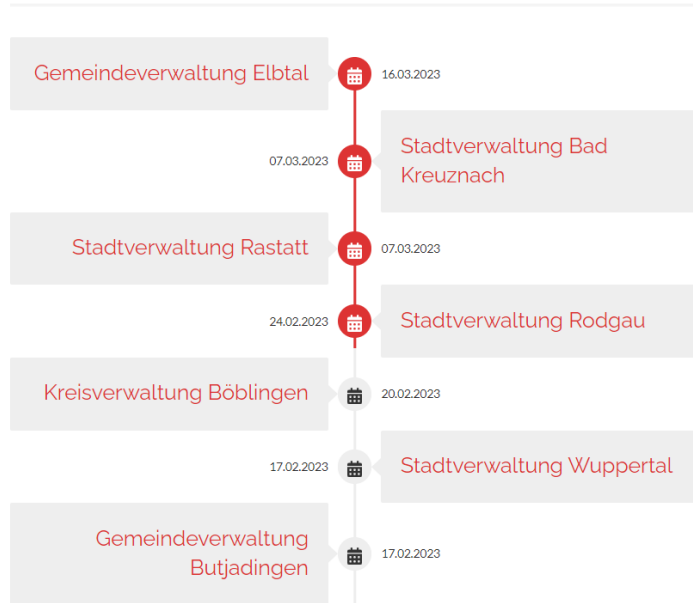 Gemeindeverwaltung Elbtal
16.03.2023
07.03.2023
Stadtverwaltung Bad
Kreuznach
Stadtverwaltung Rastatt
07.03.2023
24.02.2023
Stadtverwaltung Rodgau
Kreisverwaltung Böblingen
20.02.2023
17.02.2023
Stadtverwaltung Wuppertal
Gemeindeverwaltung
Butjadingen
17.02.2023